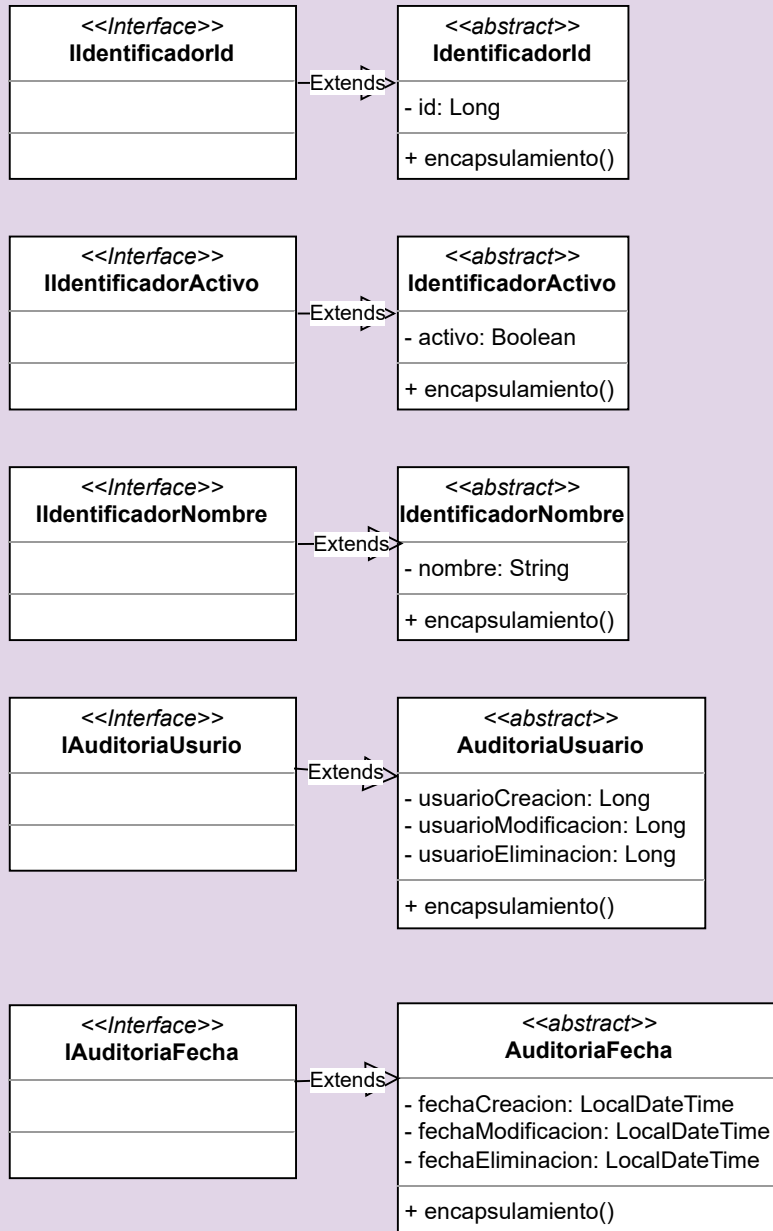 <<Interface>>
IIdentificadorId
<<abstract>>
IdentificadorId
- id: Long
+ encapsulamiento()
Extends
<<Interface>>
IIdentificadorActivo
<<abstract>>
IdentificadorActivo
- activo: Boolean
+ encapsulamiento()
Extends
<<Interface>>
IIdentificadorNombre
<<abstract>>
IdentificadorNombre
- nombre: String
+ encapsulamiento()
Extends
<<Interface>>
IAuditoriaUsurio
<<abstract>>
AuditoriaUsuario
- usuarioCreacion: Long
- usuarioModificacion: Long
- usuarioEliminacion: Long
+ encapsulamiento()
Extends
<<Interface>>
IAuditoriaFecha
<<abstract>>
AuditoriaFecha
- fechaCreacion: LocalDateTime
- fechaModificacion: LocalDateTime
- fechaEliminacion: LocalDateTime
+ encapsulamiento()
Extends